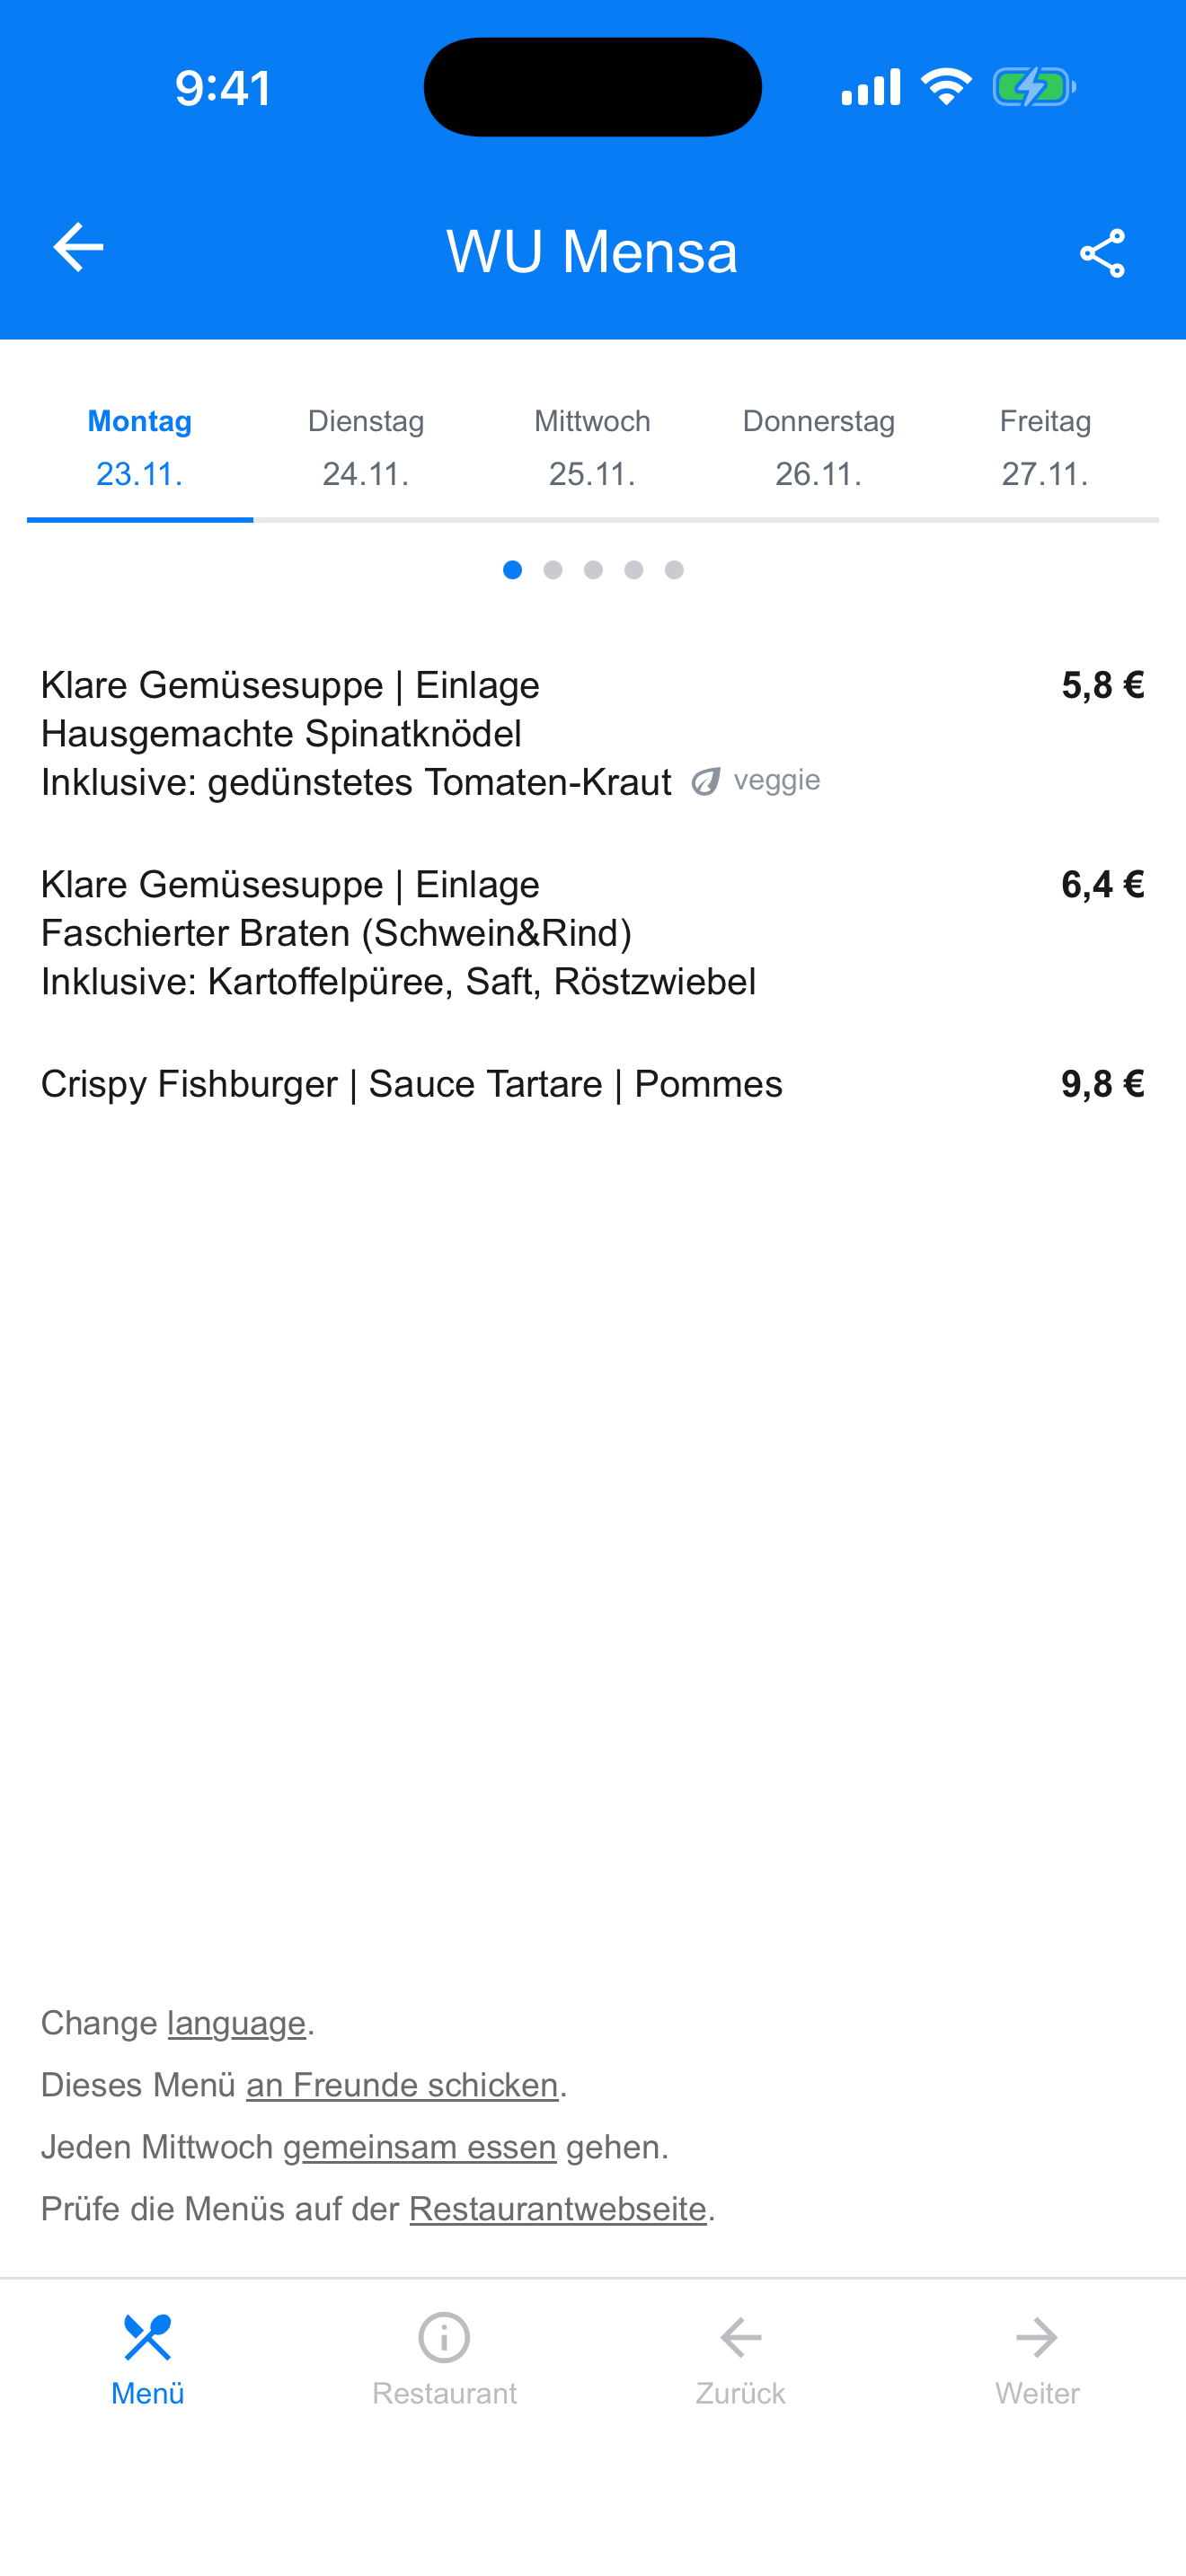 9:41
WU Mensa
Montag Dienstag Mittwoch Donnerstag Freitag
23.11. 24.11. 25.11. 26.11. 27.11.
Klare Gemüsesuppe | Einlage 5,8 €
Hausgemachte Spinatknödel
Inklusive: gedünstetes Tomaten-Kraut veggie
Klare Gemüsesuppe | Einlage 6,4 €
Faschierter Braten (Schwein&Rind)
Inklusive: Kartoffelpüree, Saft, Röstzwiebel
Crispy Fishburger | Sauce Tartare | Pommes 9,8 €
Change language.
Dieses Menü an Freunde schicken.
Jeden Mittwoch gemeinsam essen gehen.
Prüfe die Menüs auf der Restaurantwebseite.
Menü Restaurant Zurück Weiter